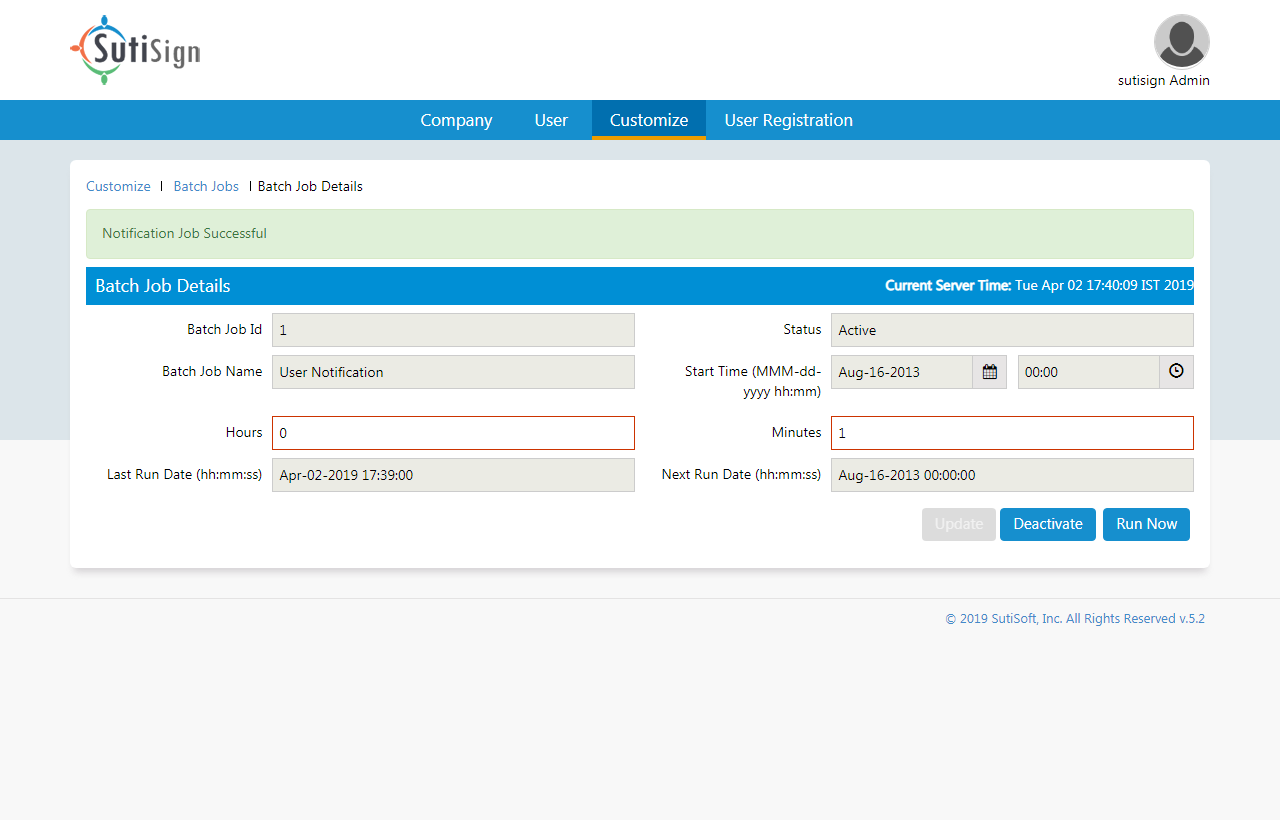 SutiSign
sutisign Admin
Company User Customize User Registration
Customize | Batch Jobs | Batch Job Details
Notification Job Successful
Batch Job Details Current Server Time: Tue Apr 02 17:40:09 IST 2019
Batch Job Id 1 Status Active
Batch Job Name User Notification Start Time (MMM-dd-
yyyy hh:mm) Aug-16-2013 00:00
Hours 0 Minutes 1
Last Run Date (hh:mm:ss) Apr-02-2019 17:39:00 Next Run Date (hh:mm:ss) Aug-16-2013 00:00:00
Update Deactivate Run Now
© 2019 SutiSoft, Inc. All Rights Reserved v.5.2